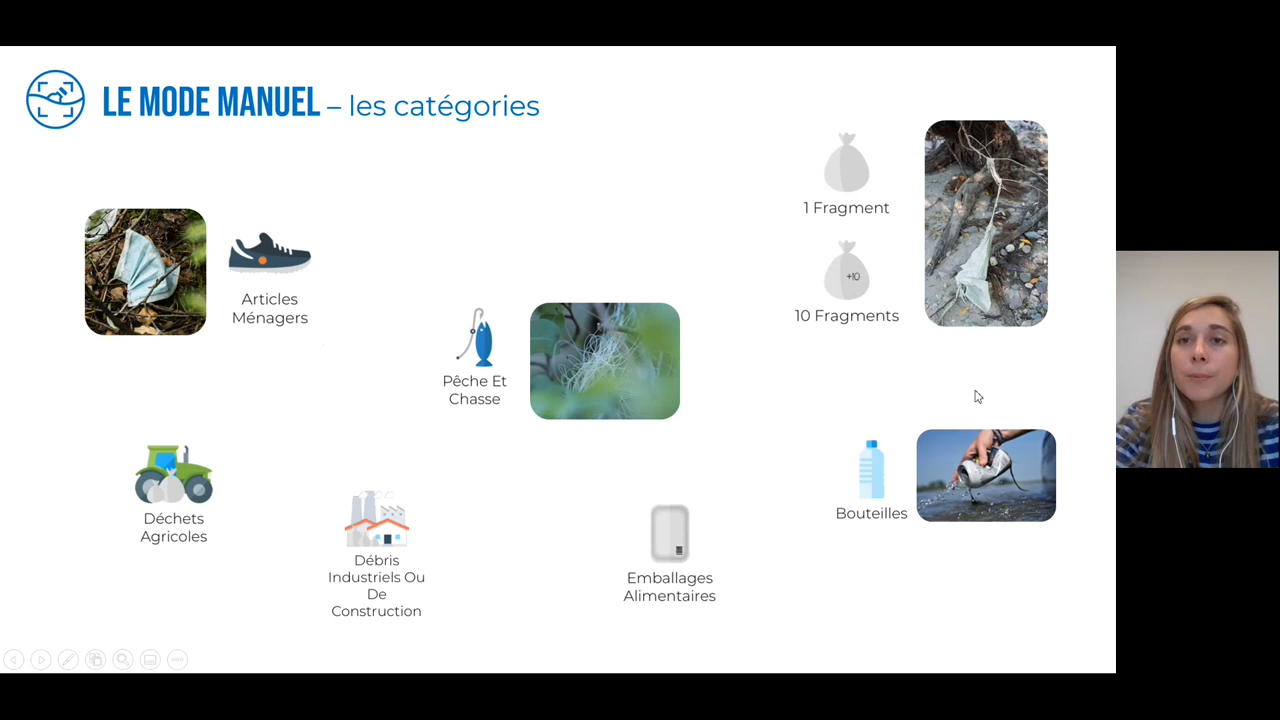 LE MODE MANUEL – les catégories
1 Fragment
+10
10 Fragments
Articles
Ménagers
Pêche Et
Chasse
Bouteilles
Déchets
Agricoles
Débris
Industriels Ou
De
Construction
Emballages
Alimentaires